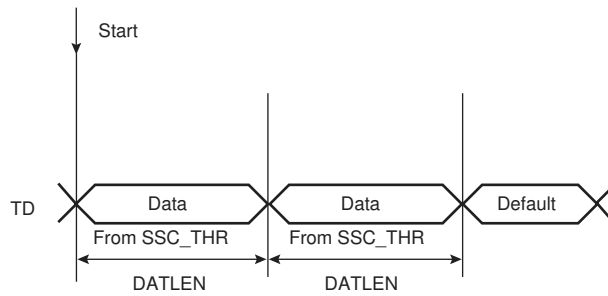 Start
TD
Data
Data
Default
From SSC_THR
From SSC_THR
DATLEN
DATLEN